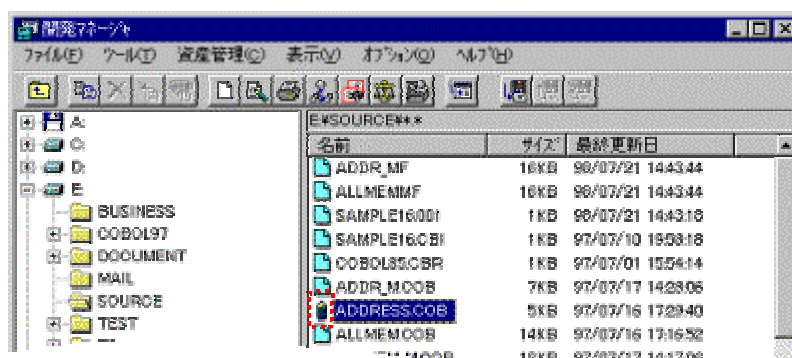 開発マネージャ
ファイル(F) ツール(T) 資産管理(C) 表示(V) オプション(O) ヘルプ(H)
A:
C:
D:
E:
BUSINESS
COBOL97
DOCUMENT
MAIL
SOURCE
TEST
E:¥SOURCE¥*.*
名前 サイズ 最終更新日
ADDR_MF 16KB 98/07/21 14:43:44
ALLMEMMF 16KB 98/07/21 14:43:44
SAMPLE16.001 1KB 98/07/21 14:43:18
SAMPLE16.CBI 1KB 97/07/10 19:58:18
COBOL85.CBR 1KB 97/07/01 15:54:14
ADDR_M.COB 7KB 97/07/17 14:28:06
ADDRESS.COB 5KB 97/07/16 17:29:40
ALLMEM.COB 14KB 97/07/16 17:16:52